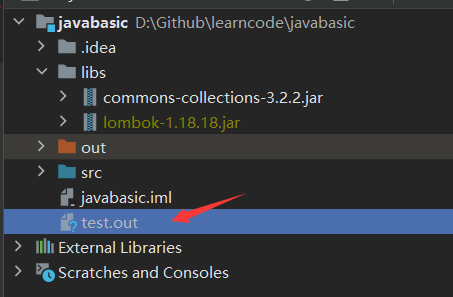 javabasic D:\Github\learncode\javabasic
.idea
libs
commons-collections-3.2.2.jar
lombok-1.18.18.jar
out
src
javabasic.iml
test.out
External Libraries
Scratches and Consoles